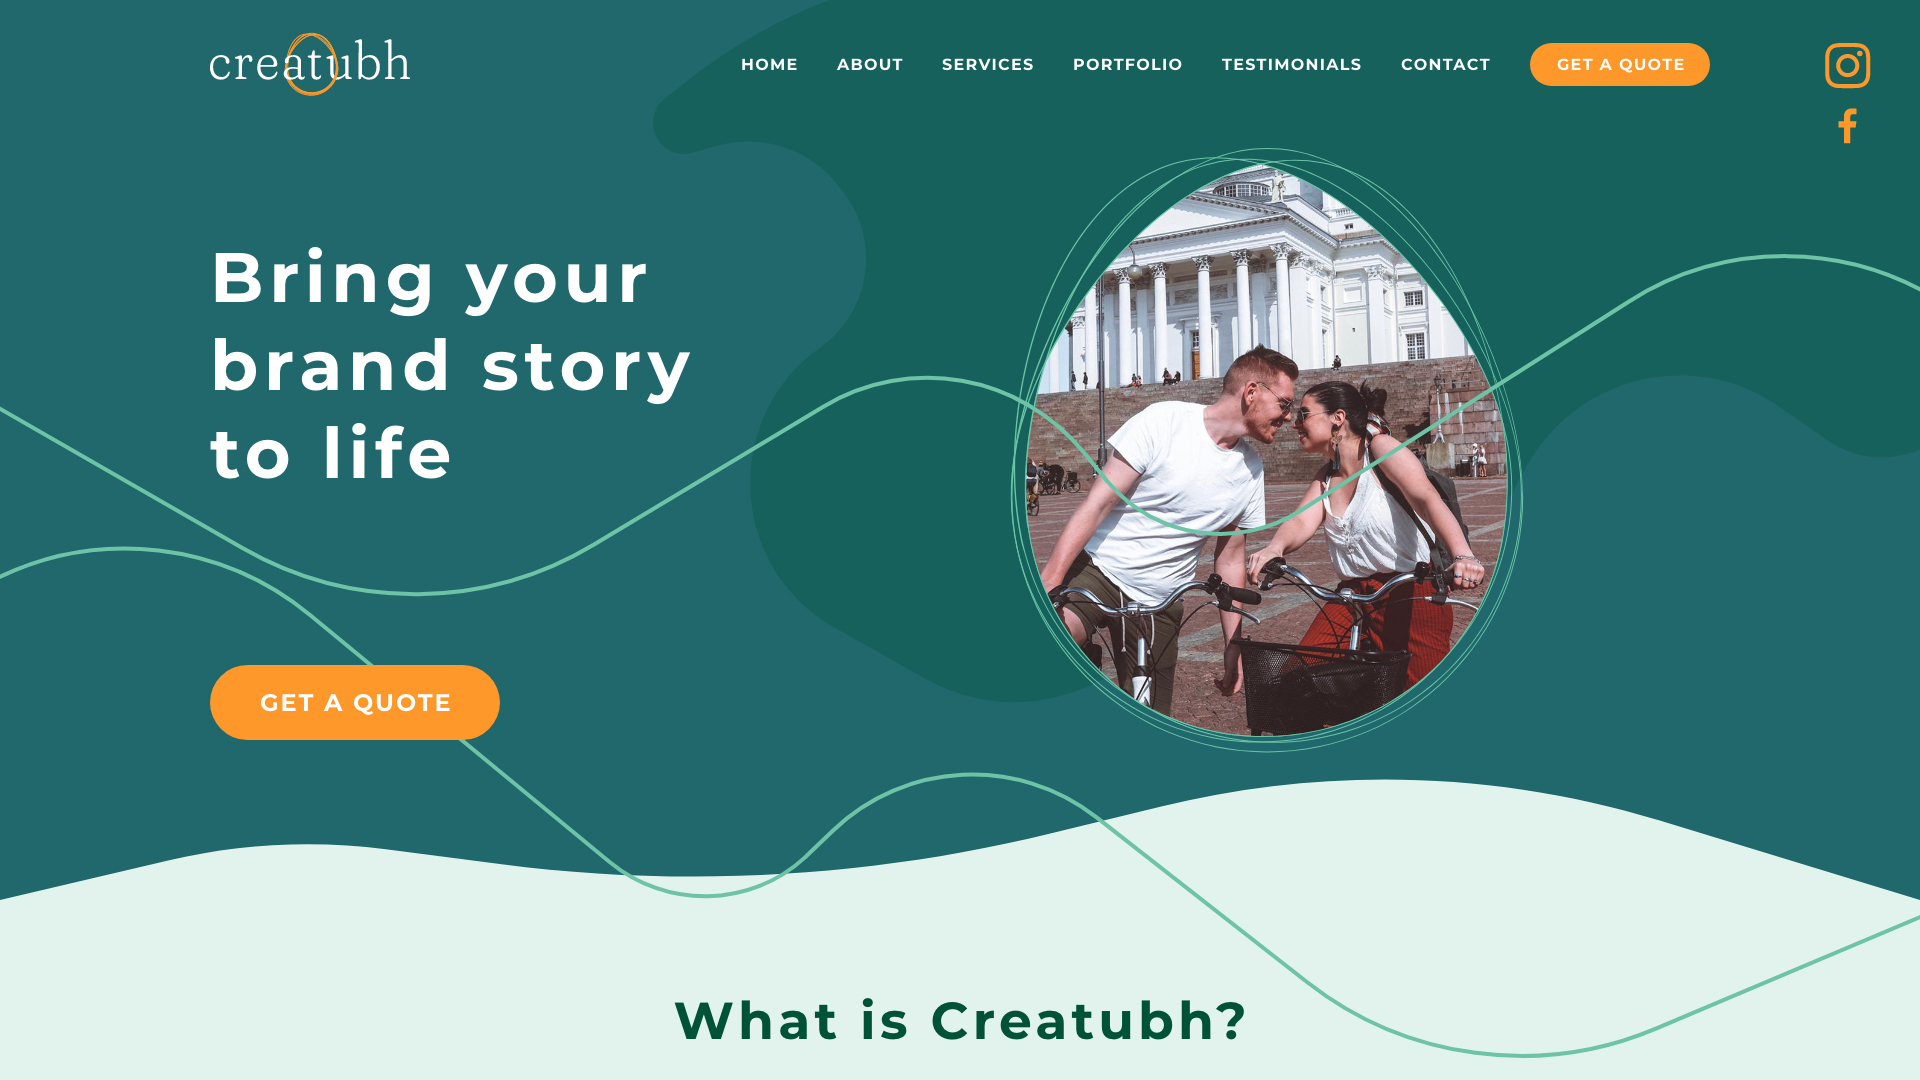 creatubh
HOME ABOUT SERVICES PORTFOLIO TESTIMONIALS CONTACT GET A QUOTE
Bring your
brand story
to life
GET A QUOTE
What is Creatubh?